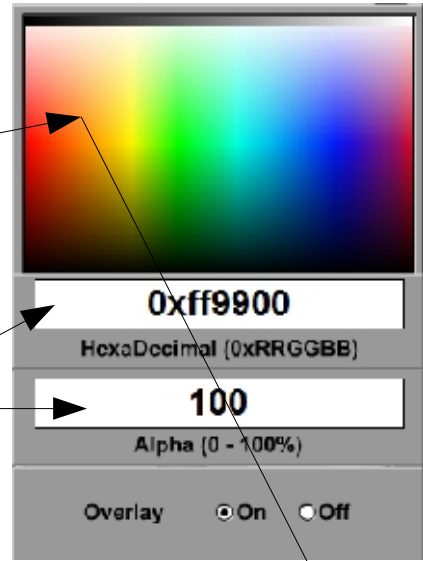 0xff9900
HexaDecimal (0xRRGGBB)
100
Alpha (0 - 100%)
Overlay On Off